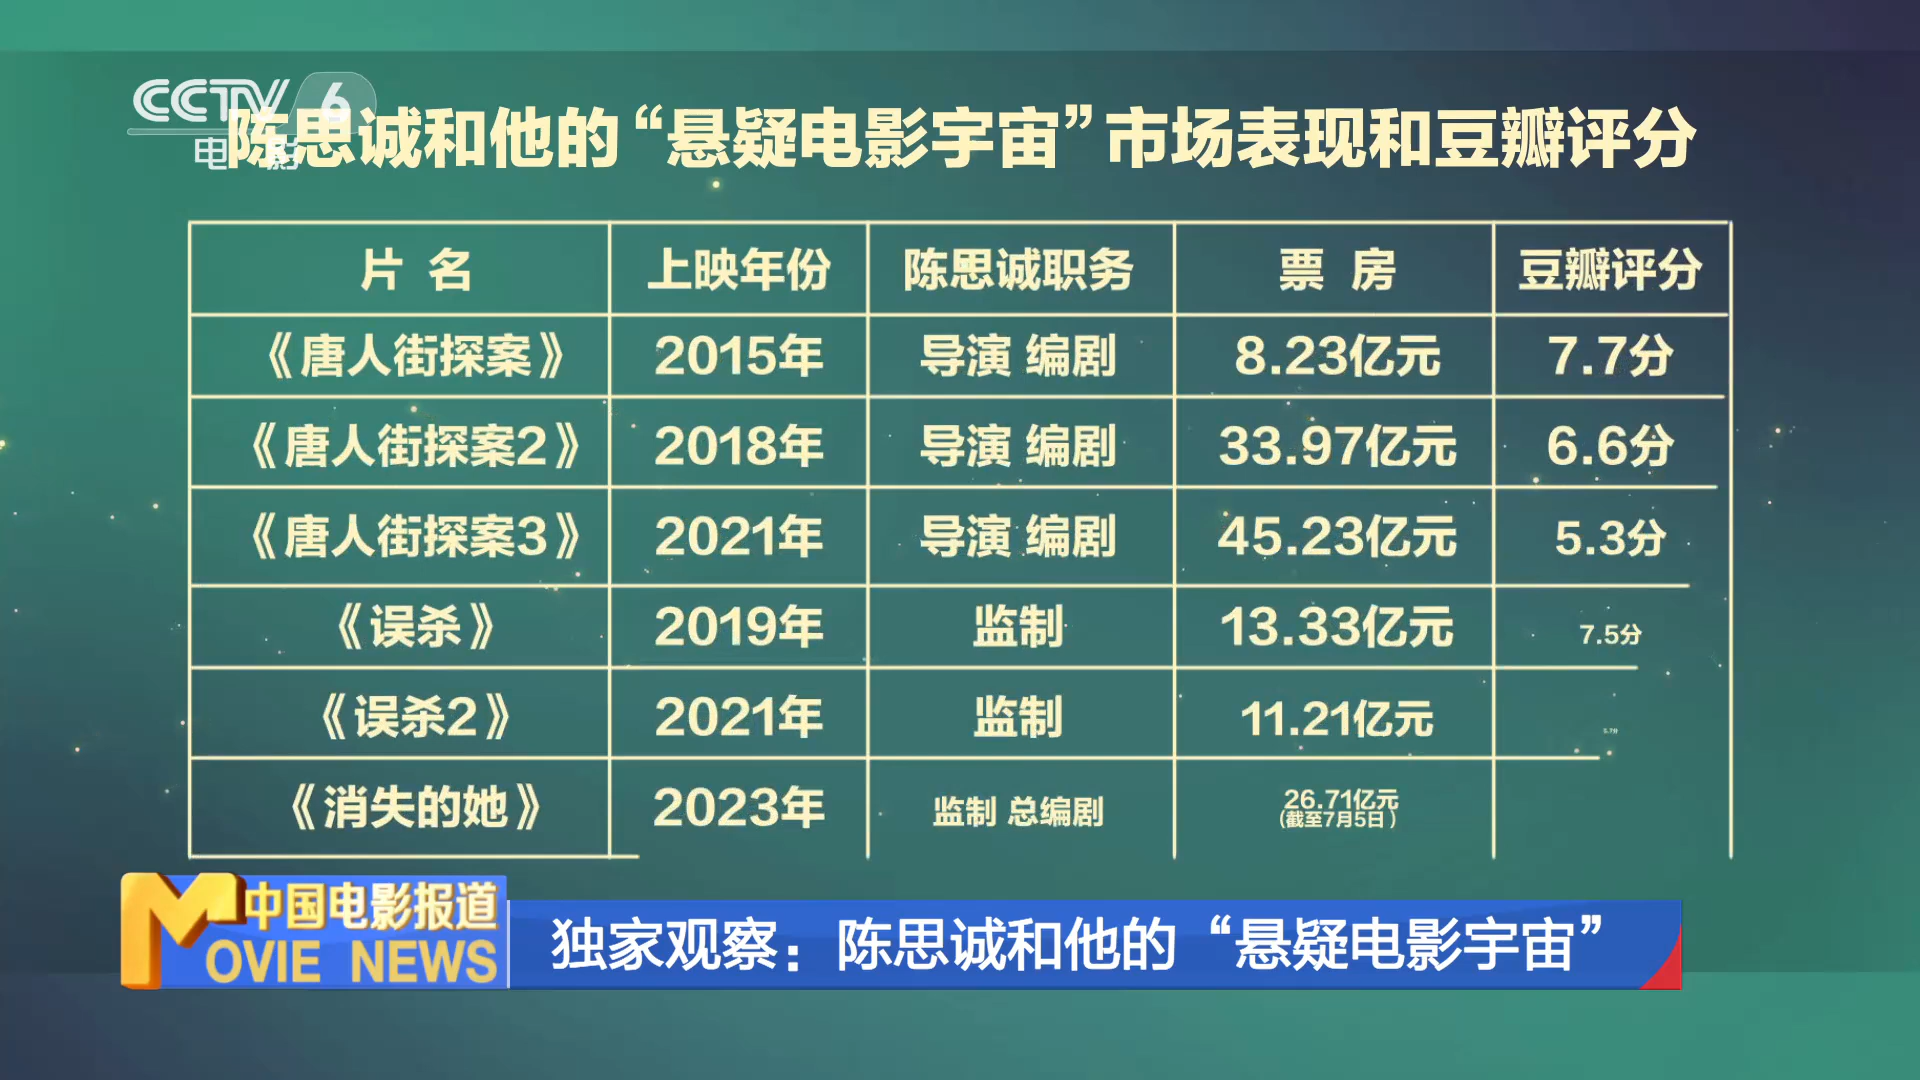 CCTV 6
电影
陈思诚和他的“悬疑电影宇宙”市场表现和豆瓣评分
片 名 上映年份 陈思诚职务 票 房 豆瓣评分
《唐人街探案》 2015年 导演 编剧 8.23亿元 7.7分
《唐人街探案2》 2018年 导演 编剧 33.97亿元 6.6分
《唐人街探案3》 2021年 导演 编剧 45.23亿元 5.3分
《误杀》 2019年 监制 13.33亿元 7.5分
《误杀2》 2021年 监制 11.21亿元
《消失的她》 2023年 监制 总编剧 26.71亿元
(截至7月5日)
中国电影报道
MOVIE NEWS
独家观察：陈思诚和他的“悬疑电影宇宙”